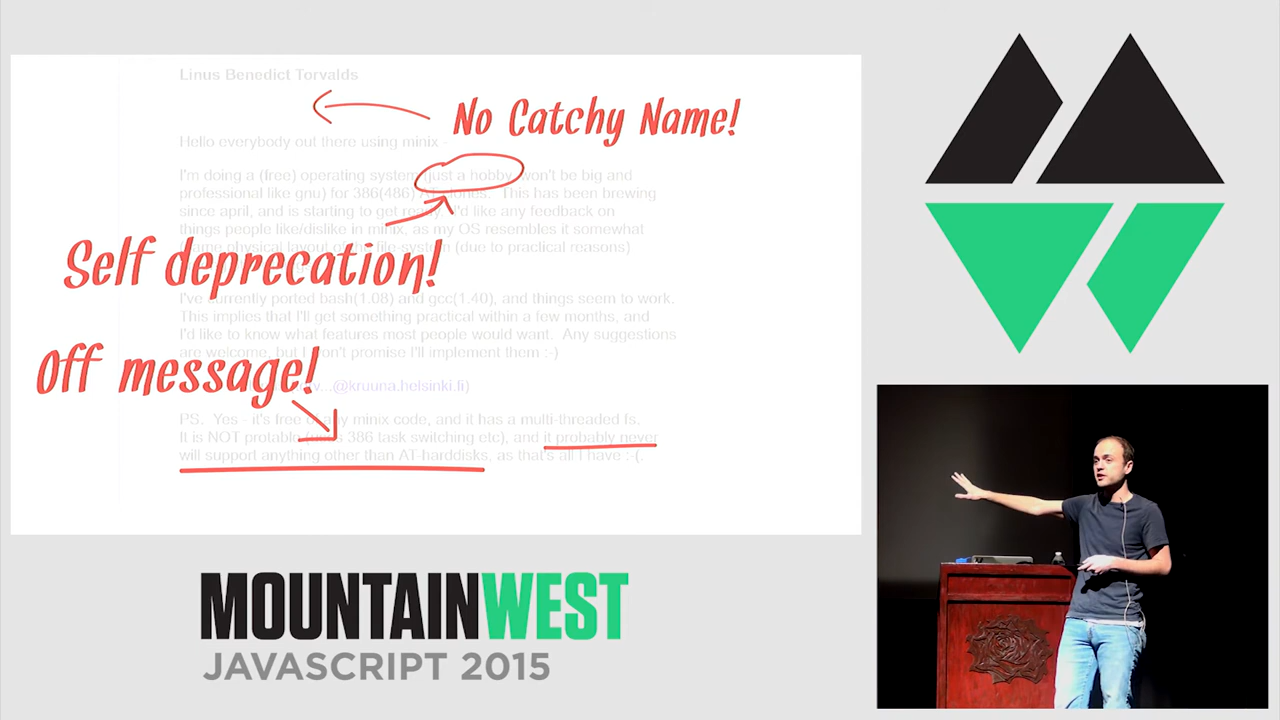 Linus Benedict Torvalds
No Catchy Name!
Hello everybody out there using minix -
I'm doing a (free) operating system (just a hobby, won't be big and
professional like gnu) for 386(486) AT clones. This has been brewing
since april, and is starting to get ready. I'd like any feedback on
things people like/dislike in minix, as my OS resembles it somewhat
physical layout of the file-system (due to practical reasons)
Self deprecation!
I've currently ported bash(1.08) and gcc(1.40), and things seem to work.
This implies that I'll get something practical within a few months, and
I'd like to know what features most people would want. Any suggestions
are welcome, but I won't promise I'll implement them :-)
Off message!
...@kruuna.helsinki.fi)
PS. Yes - it's free of any minix code, and it has a multi-threaded fs.
It is NOT protable (uses 386 task switching etc), and it probably never
will support anything other than AT-harddisks, as that's all I have :-(.
MOUNTAINWEST
JAVASCRIPT 2015